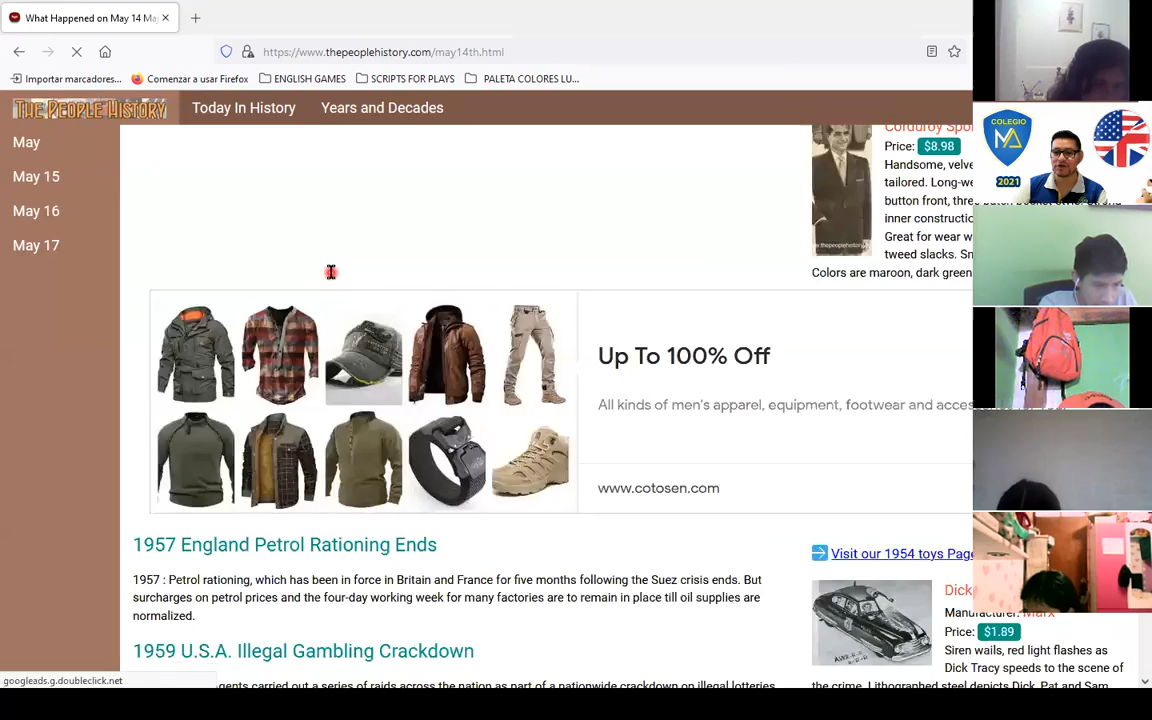 What Happened on May 14 Ma
https://www.thepeoplehistory.com/may14th.html
Importar marcadores...
Comenzar a usar Firefox
ENGLISH GAMES
SCRIPTS FOR PLAYS
PALETA COLORES LU...
THE PEOPLE HISTORY
Today In History
Years and Decades
May
May 15
May 16
May 17
Corduroy Spo
Price: $8.98
Handsome, velve
tailored. Long-we
button front, three
inner constructio
Great for wear w
tweed slacks. Sm
Colors are maroon, dark green
Up To 100% Off
All kinds of men's apparel, equipment, footwear and acces
www.cotosen.com
1957 England Petrol Rationing Ends
1957 : Petrol rationing, which has been in force in Britain and France for five months following the Suez crisis ends. But
surcharges on petrol prices and the four-day working week for many factories are to remain in place till oil supplies are
normalized.
1959 U.S.A. Illegal Gambling Crackdown
gents carried out a series of raids across the nation as part of a nationwide crackdown on illegal lotteries
Visit our 1954 toys Page
Dick
Manufacturer: Marx
Price: $1.89
Siren wails, red light flashes as
Dick Tracy speeds to the scene of
the crime. Lithographed steel depicts Dick, Pat and Sam
googleads.g.doubleclick.net
COLEGIO
MA
2021